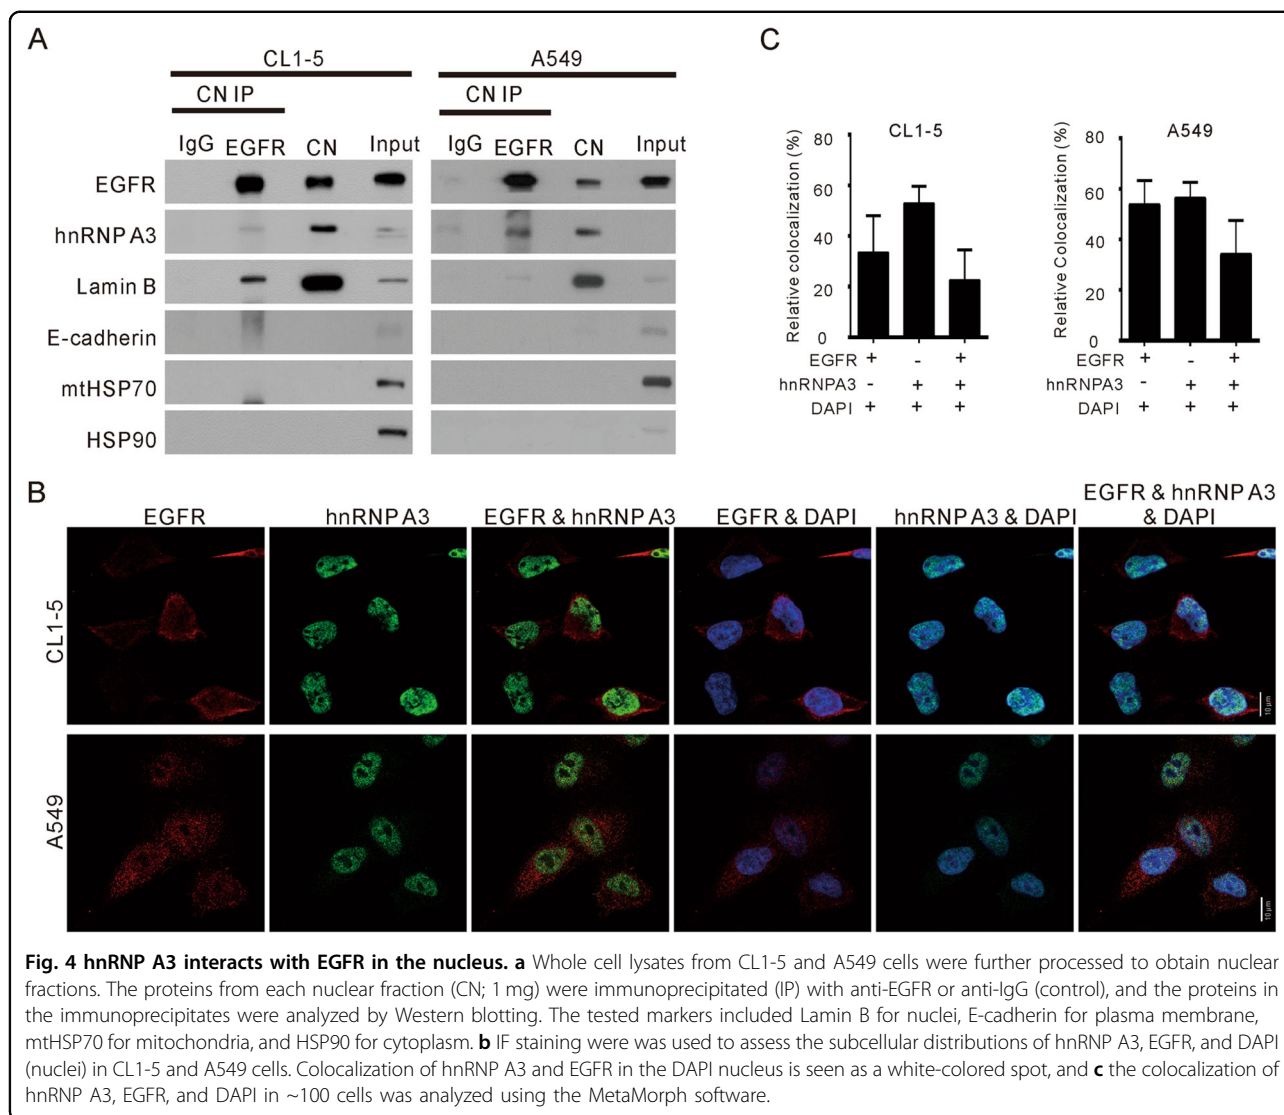 A
CL1-5
A549
CN IP
CN IP
IgG EGFR CN Input
IgG EGFR CN Input
EGFR
hnRNP A3
Lamin B
E-cadherin
mtHSP70
HSP90
C
CL1-5
Relative colocalization (%)
80
60
40
20
0
EGFR + - +
hnRNPA3 - + +
DAPI + + +
A549
Relative Colocalization (%)
80
60
40
20
0
EGFR + - +
hnRNPA3 - + +
DAPI + + +
B
EGFR
hnRNP A3
EGFR & hnRNP A3
EGFR & DAPI
hnRNP A3 & DAPI
EGFR & hnRNP A3
& DAPI
CL1-5
10 µm
A549
10 µm
Fig. 4 hnRNP A3 interacts with EGFR in the nucleus. a Whole cell lysates from CL1-5 and A549 cells were further processed to obtain nuclear
fractions. The proteins from each nuclear fraction (CN; 1 mg) were immunoprecipitated (IP) with anti-EGFR or anti-IgG (control), and the proteins in
the immunoprecipitates were analyzed by Western blotting. The tested markers included Lamin B for nuclei, E-cadherin for plasma membrane,
mtHSP70 for mitochondria, and HSP90 for cytoplasm. b IF staining were was used to assess the subcellular distributions of hnRNP A3, EGFR, and DAPI
(nuclei) in CL1-5 and A549 cells. Colocalization of hnRNP A3 and EGFR in the DAPI nucleus is seen as a white-colored spot, and c the colocalization of
hnRNP A3, EGFR, and DAPI in ~100 cells was analyzed using the MetaMorph software.